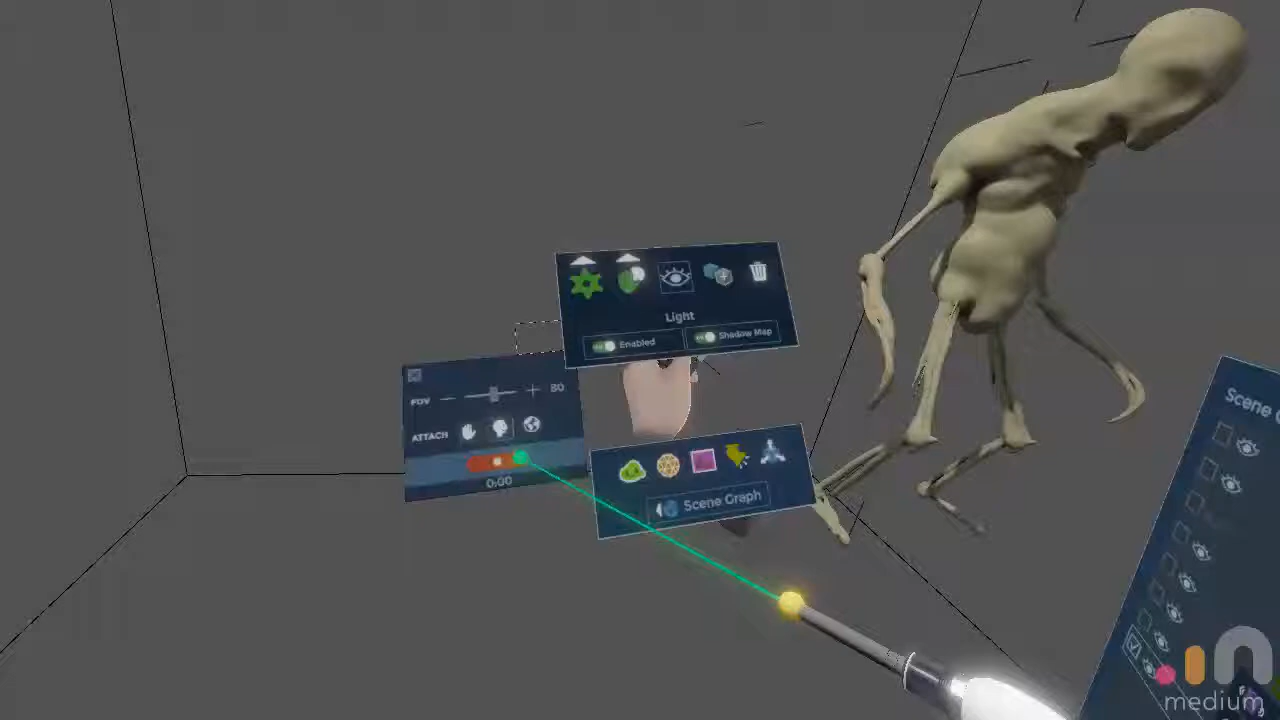 Light
Enabled
Shadow Map
FOV
80
ATTACH
0:00
Scene Graph
Scene
medium